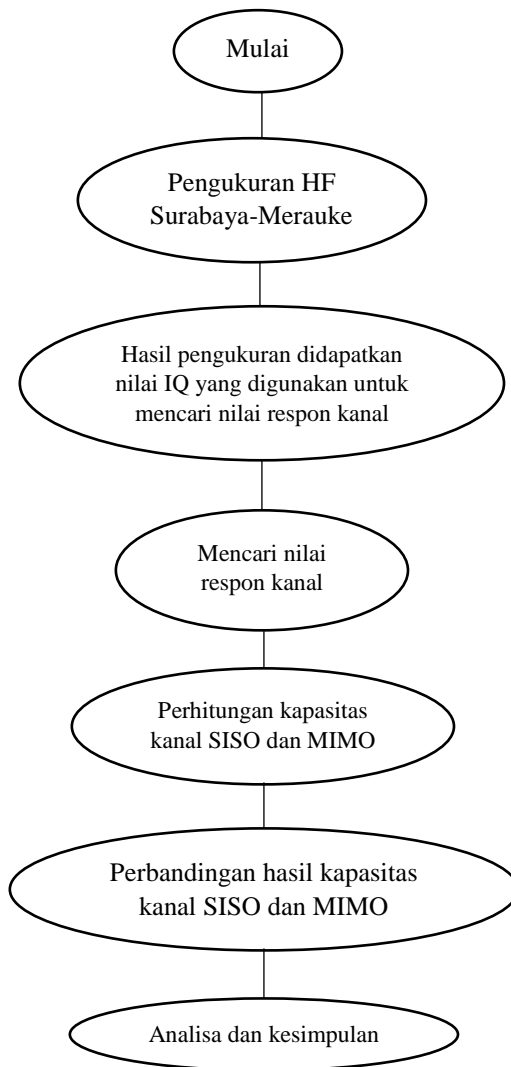 Mulai
Pengukuran HF
Surabaya-Merauke
Hasil pengukuran didapatkan
nilai IQ yang digunakan untuk
mencari nilai respon kanal
Mencari nilai
respon kanal
Perhitungan kapasitas
kanal SISO dan MIMO
Perbandingan hasil kapasitas
kanal SISO dan MIMO
Analisa dan kesimpulan